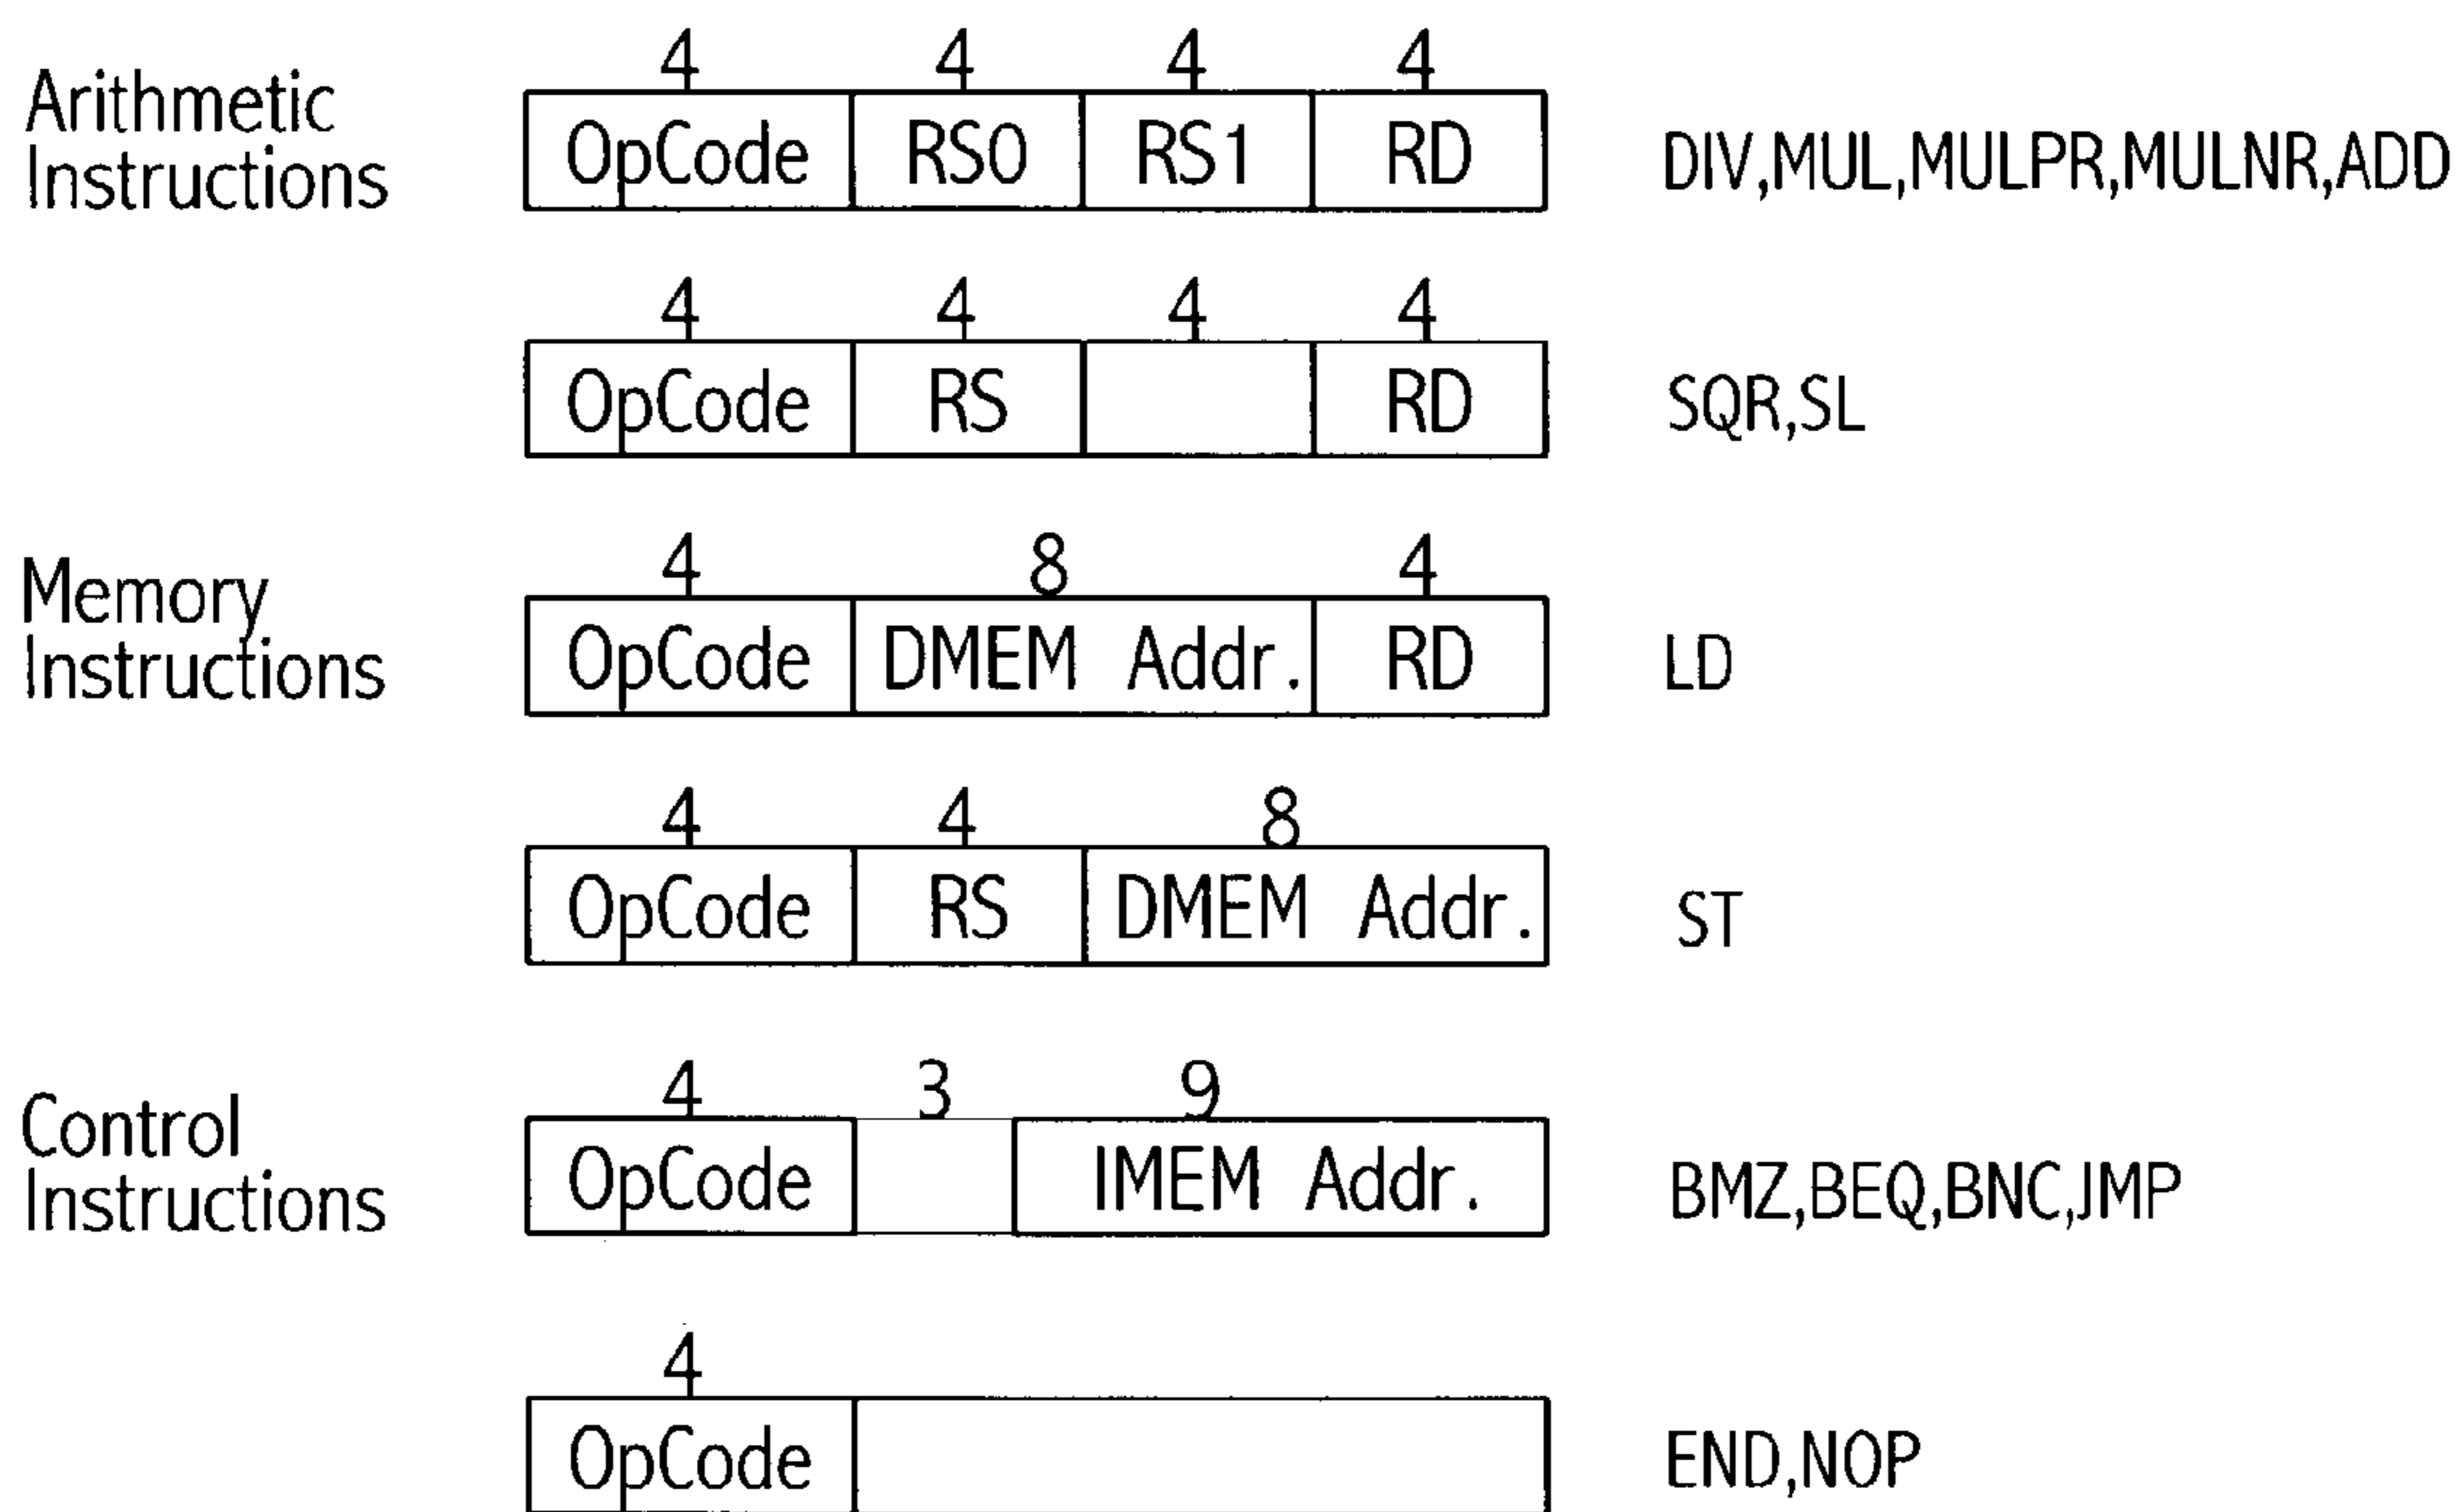 4 4 4 4
Arithmetic
Instructions
OpCode RS0 RS1 RD
DIV,MUL,MULPR,MULNR,ADD
4 4 4 4
OpCode RS RD
SQR,SL
4 8 4
Memory
Instructions
OpCode DMEM Addr. RD
LD
4 4 8
OpCode RS DMEM Addr.
ST
4 3 9
Control
Instructions
OpCode IMEM Addr.
BMZ,BEQ,BNC,JMP
4
OpCode
END,NOP